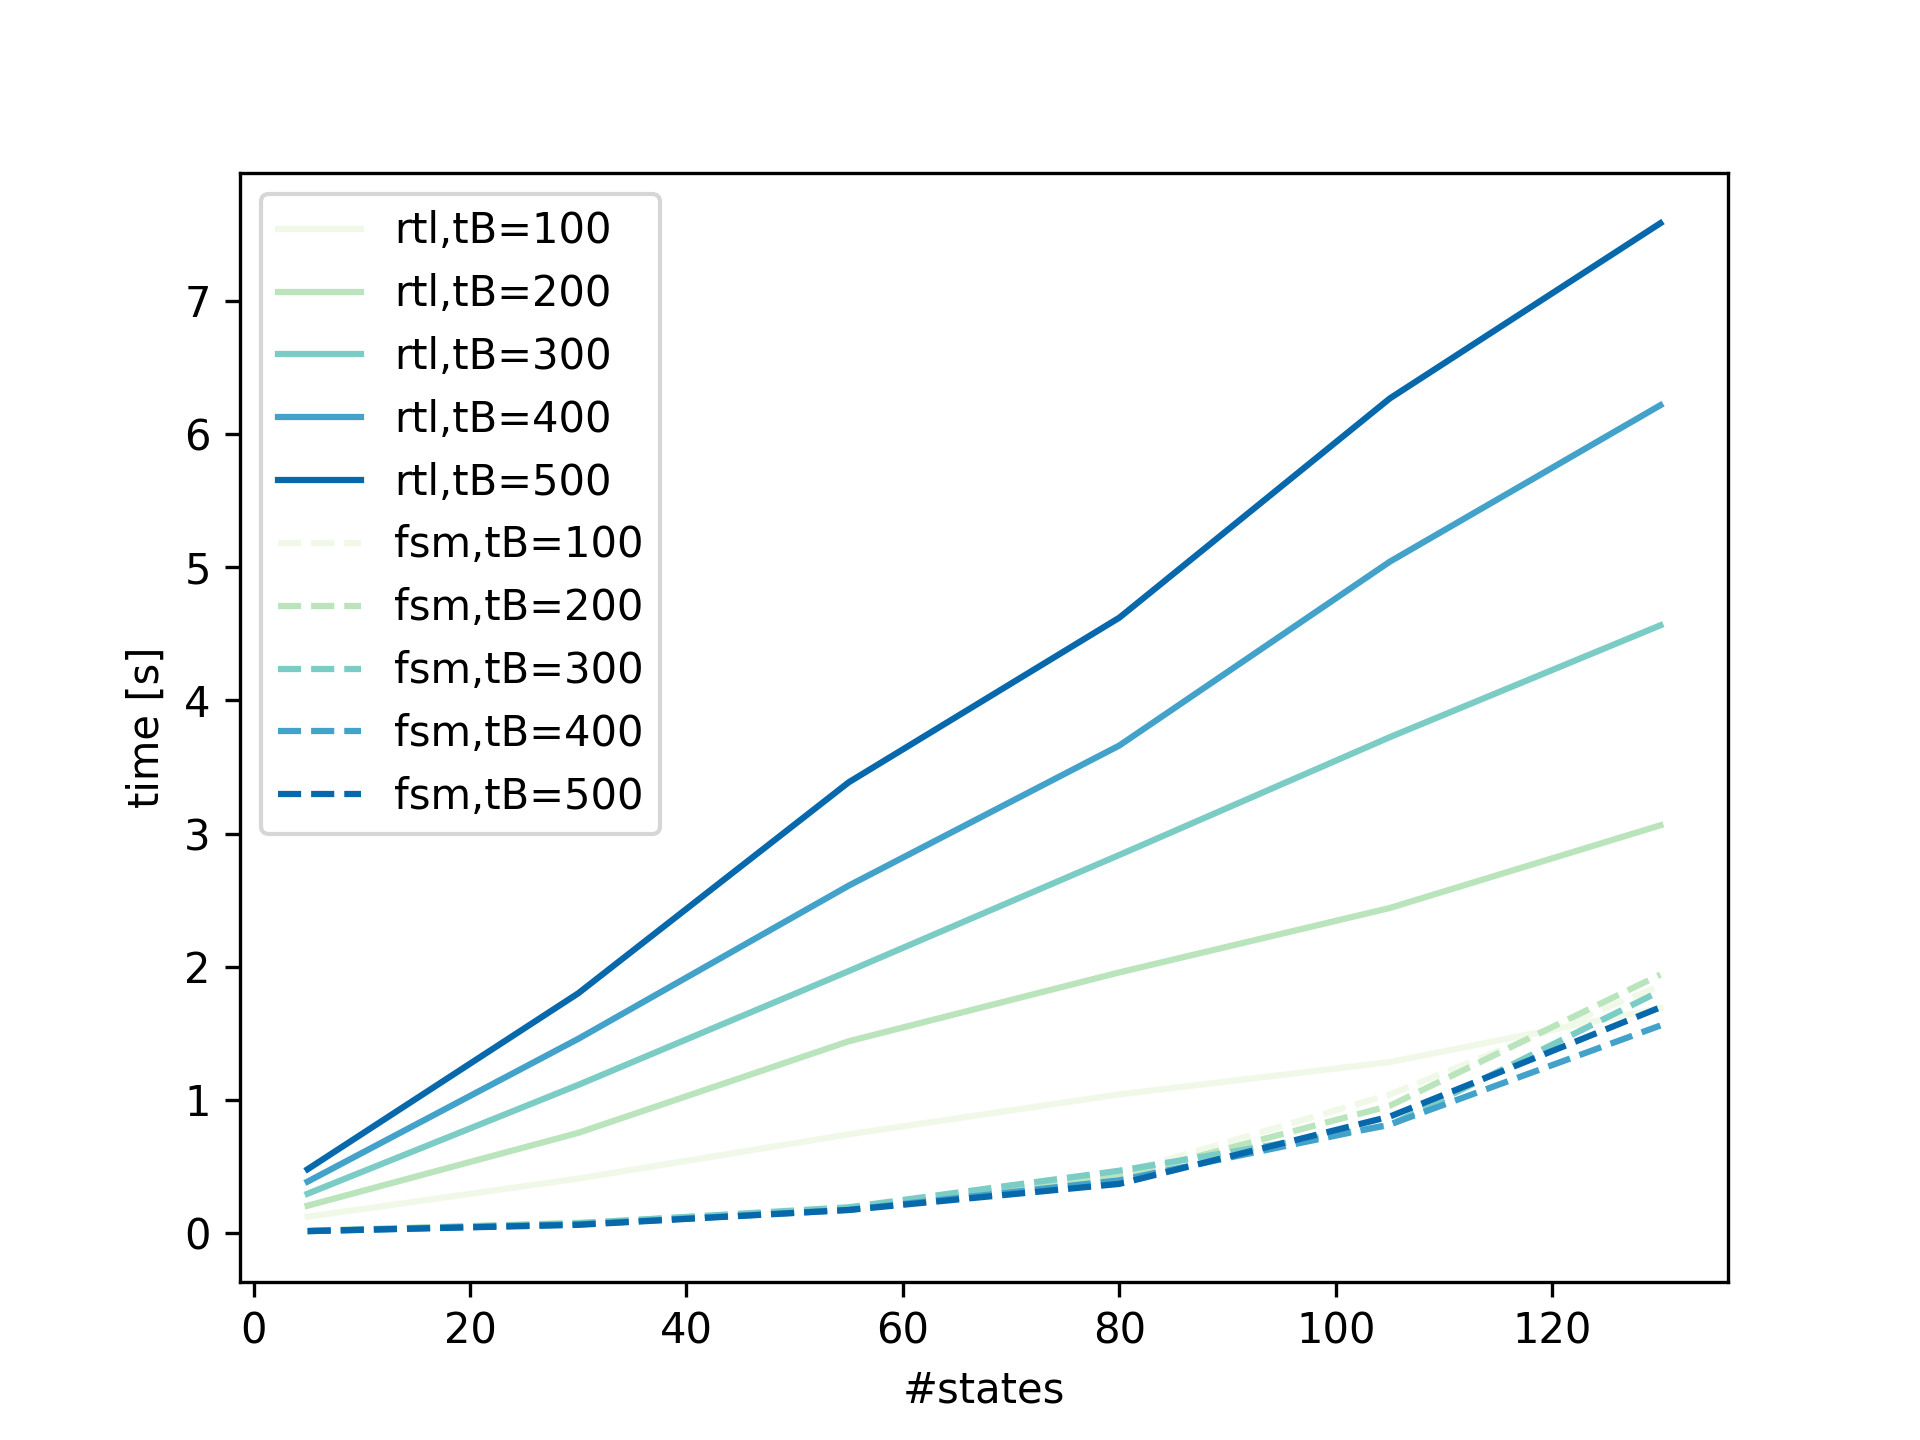 rtl,tB=100
rtl,tB=200
rtl,tB=300
rtl,tB=400
rtl,tB=500
fsm,tB=100
fsm,tB=200
fsm,tB=300
fsm,tB=400
fsm,tB=500
7
6
5
4
3
2
1
0
time [s]
0 20 40 60 80 100 120
#states